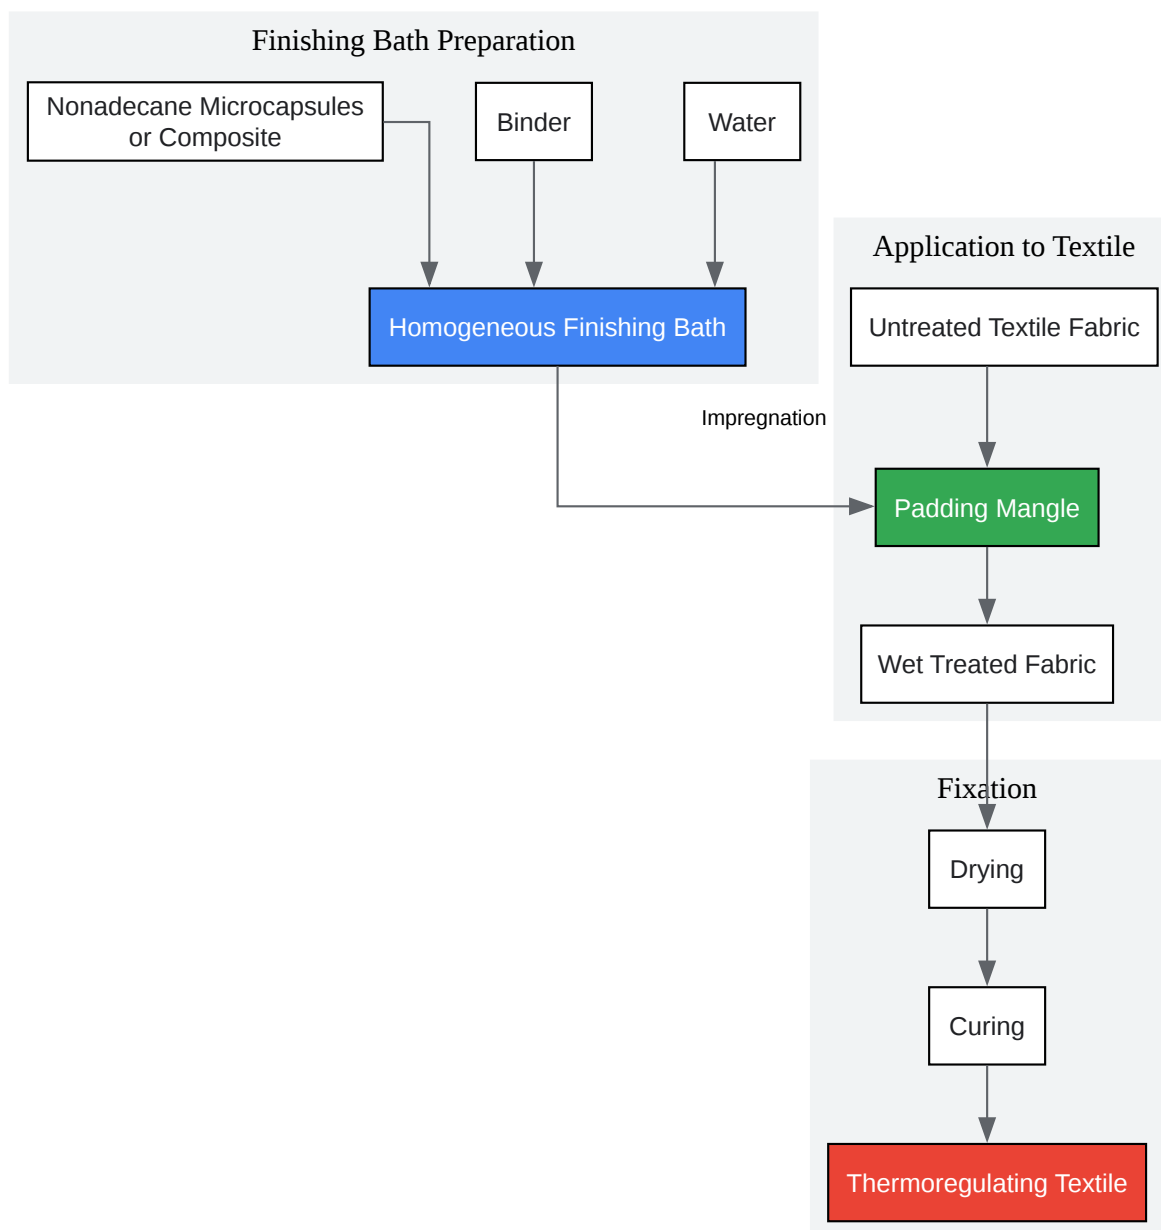 Finishing Bath Preparation
Nonadecane Microcapsules
or Composite
Binder
Water
Homogeneous Finishing Bath
Application to Textile
Untreated Textile Fabric
Impregnation
Padding Mangle
Wet Treated Fabric
Fixation
Drying
Curing
Thermoregulating Textile